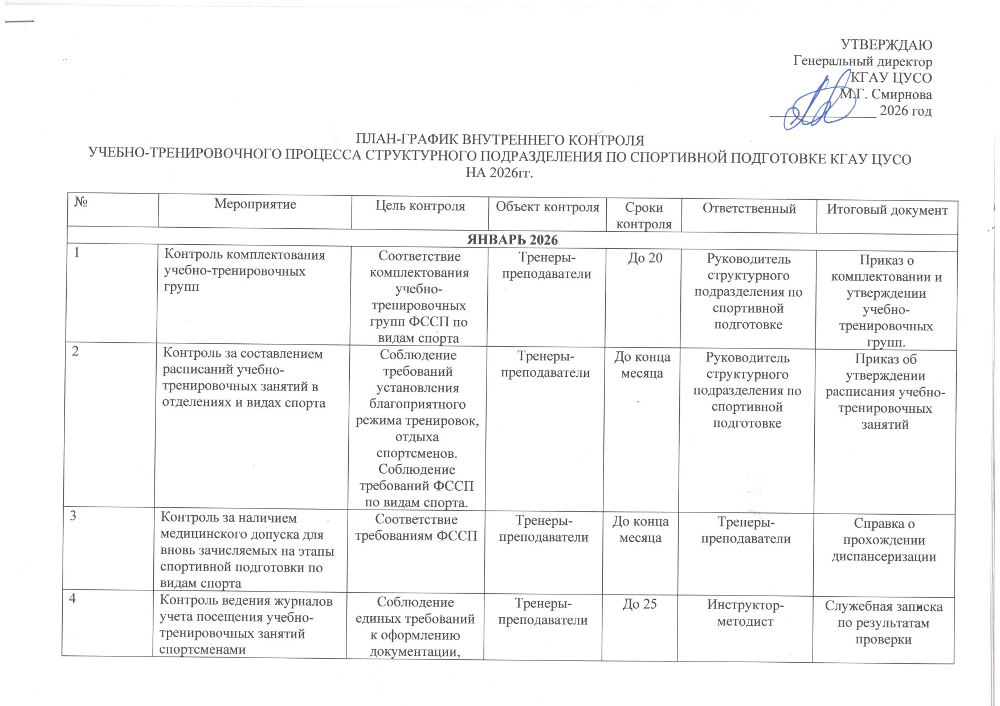 УТВЕРЖДАЮ
Генеральный директор
КГАУ ЦУСО
М.Г. Смирнова
_______________ 2026 год
ПЛАН-ГРАФИК ВНУТРЕННЕГО КОНТРОЛЯ
УЧЕБНО-ТРЕНИРОВОЧНОГО ПРОЦЕССА СТРУКТУРНОГО ПОДРАЗДЕЛЕНИЯ ПО СПОРТИВНОЙ ПОДГОТОВКЕ КГАУ ЦУСО
НА 2026гг.
№
Мероприятие
Цель контроля
Объект контроля
Сроки
контроля
Ответственный
Итоговый документ
ЯНВАРЬ 2026
1
Контроль комплектования
учебно-тренировочных
групп
Соответствие
комплектования
учебно-
тренировочных
групп ФССП по
видам спорта
Тренеры-
преподаватели
До 20
Руководитель
структурного
подразделения по
спортивной
подготовке
Приказ о
комплектовании и
утверждении
учебно-
тренировочных
групп.
2
Контроль за составлением
расписаний учебно-
тренировочных занятий в
отделениях и видах спорта
Соблюдение
требований
установления
благоприятного
режима тренировок,
отдыха
спортсменов.
Соблюдение
требований ФССП
по видам спорта.
Тренеры-
преподаватели
До конца
месяца
Руководитель
структурного
подразделения по
спортивной
подготовке
Приказ об
утверждении
расписания учебно-
тренировочных
занятий
3
Контроль за наличием
медицинского допуска для
вновь зачисляемых на этапы
спортивной подготовки по
видам спорта
Соответствие
требованиям ФССП
Тренеры-
преподаватели
До конца
месяца
Тренеры-
преподаватели
Справка о
прохождении
диспансеризации
4
Контроль ведения журналов
учета посещения учебно-
тренировочных занятий
спортсменами
Соблюдение
единых требований
к оформлению
документации,
Тренеры-
преподаватели
До 25
Инструктор-
методист
Служебная записка
по результатам
проверки